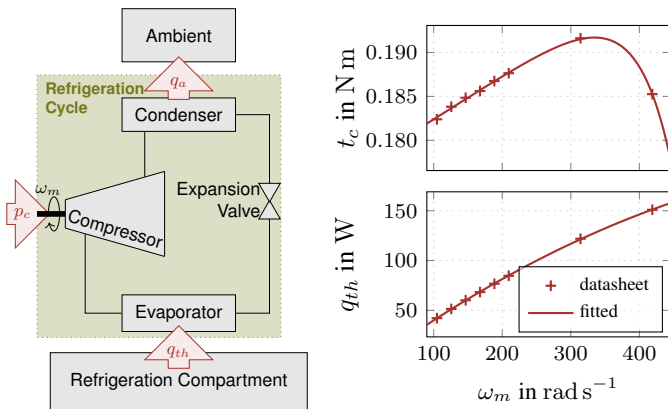 Ambient
q_a
Refrigeration
Cycle
Condenser
ω_m
p_c
Compressor
Expansion
Valve
Evaporator
q_th
Refrigeration Compartment
t_c in N m
0.190
0.185
0.180
q_th in W
150
100
50
datasheet
fitted
100
200
300
400
ω_m in rad s⁻¹